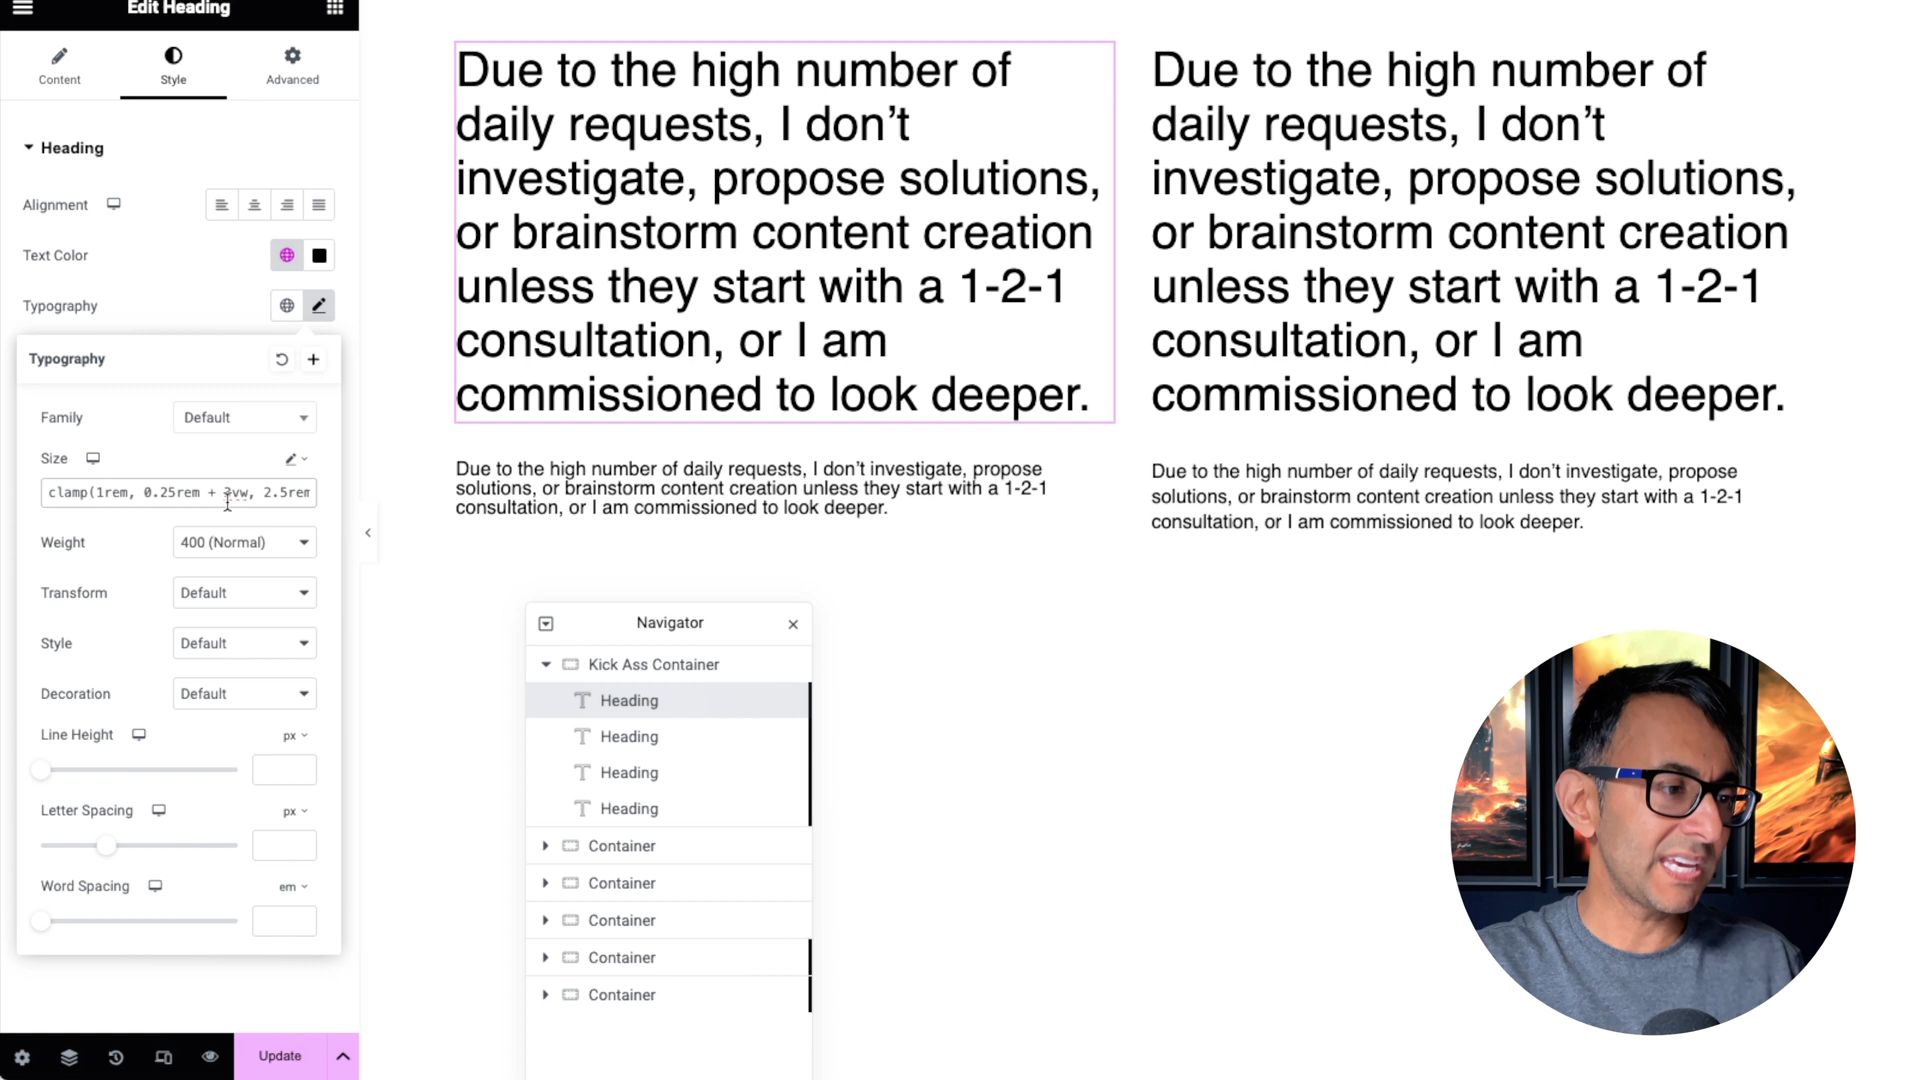 Edit Heading
Content
Style
Advanced
Heading
Alignment
Text Color
Typography
Typography
Family
Default
Size
clamp(1rem, 0.25rem + 3vw, 2.5rem
Weight
400 (Normal)
Transform
Default
Style
Default
Decoration
Default
Line Height
px
Letter Spacing
px
Word Spacing
em
Update
Due to the high number of
daily requests, I don’t
investigate, propose solutions,
or brainstorm content creation
unless they start with a 1-2-1
consultation, or I am
commissioned to look deeper.
Due to the high number of
daily requests, I don’t
investigate, propose solutions,
or brainstorm content creation
unless they start with a 1-2-1
consultation, or I am
commissioned to look deeper.
Due to the high number of daily requests, I don’t investigate, propose
solutions, or brainstorm content creation unless they start with a 1-2-1
consultation, or I am commissioned to look deeper.
Due to the high number of daily requests, I don’t investigate, propose
solutions, or brainstorm content creation unless they start with a 1-2-1
consultation, or I am commissioned to look deeper.
Navigator
Kick Ass Container
Heading
Heading
Heading
Heading
Container
Container
Container
Container
Container